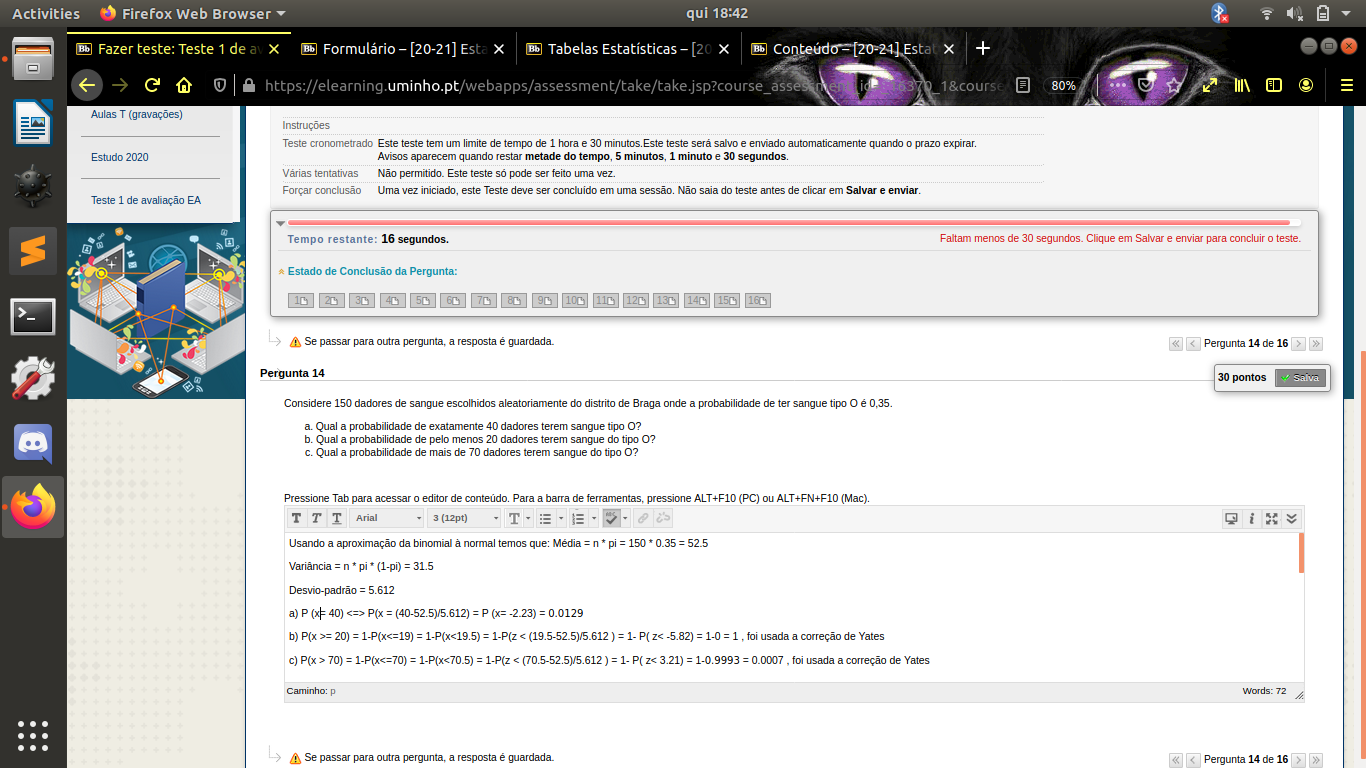 Activities
Firefox Web Browser
qui 18:42
Fazer teste: Teste 1 de av
Formulário – [20-21] Esta
Tabelas Estatísticas – [20
Conteúdo – [20-21] Estat
https://elearning.uminho.pt/webapps/assessment/take/take.jsp?course_assessment_id=_16370_1&cours
80%
Aulas T (gravações)
Estudo 2020
Teste 1 de avaliação EA
Instruções
Teste cronometrado Este teste tem um limite de tempo de 1 hora e 30 minutos.Este teste será salvo e enviado automaticamente quando o prazo expirar.
Avisos aparecem quando restar metade do tempo, 5 minutos, 1 minuto e 30 segundos.
Várias tentativas Não permitido. Este teste só pode ser feito uma vez.
Forçar conclusão Uma vez iniciado, este Teste deve ser concluído em uma sessão. Não saia do teste antes de clicar em Salvar e enviar.
Tempo restante: 16 segundos.
Faltam menos de 30 segundos. Clique em Salvar e enviar para concluir o teste.
Estado de Conclusão da Pergunta:
1 2 3 4 5 6 7 8 9 10 11 12 13 14 15 16
Se passar para outra pergunta, a resposta é guardada.
Pergunta 14 de 16
Pergunta 14
30 pontos
Salva
Considere 150 dadores de sangue escolhidos aleatoriamente do distrito de Braga onde a probabilidade de ter sangue tipo O é 0,35.
a. Qual a probabilidade de exatamente 40 dadores terem sangue tipo O?
b. Qual a probabilidade de pelo menos 20 dadores terem sangue do tipo O?
c. Qual a probabilidade de mais de 70 dadores terem sangue do tipo O?
Pressione Tab para acessar o editor de conteúdo. Para a barra de ferramentas, pressione ALT+F10 (PC) ou ALT+FN+F10 (Mac).
T T T Arial 3 (12pt) T
Usando a aproximação da binomial à normal temos que: Média = n * pi = 150 * 0.35 = 52.5
Variância = n * pi * (1-pi) = 31.5
Desvio-padrão = 5.612
a) P (x= 40) <=> P(x = (40-52.5)/5.612) = P (x= -2.23) = 0.0129
b) P(x >= 20) = 1-P(x<=19) = 1-P(x<19.5) = 1-P(z < (19.5-52.5)/5.612 ) = 1- P( z< -5.82) = 1-0 = 1 , foi usada a correção de Yates
c) P(x > 70) = 1-P(x<=70) = 1-P(x<70.5) = 1-P(z < (70.5-52.5)/5.612 ) = 1- P( z< 3.21) = 1-0.9993 = 0.0007 , foi usada a correção de Yates
Caminho: p
Words: 72
Se passar para outra pergunta, a resposta é guardada.
Pergunta 14 de 16